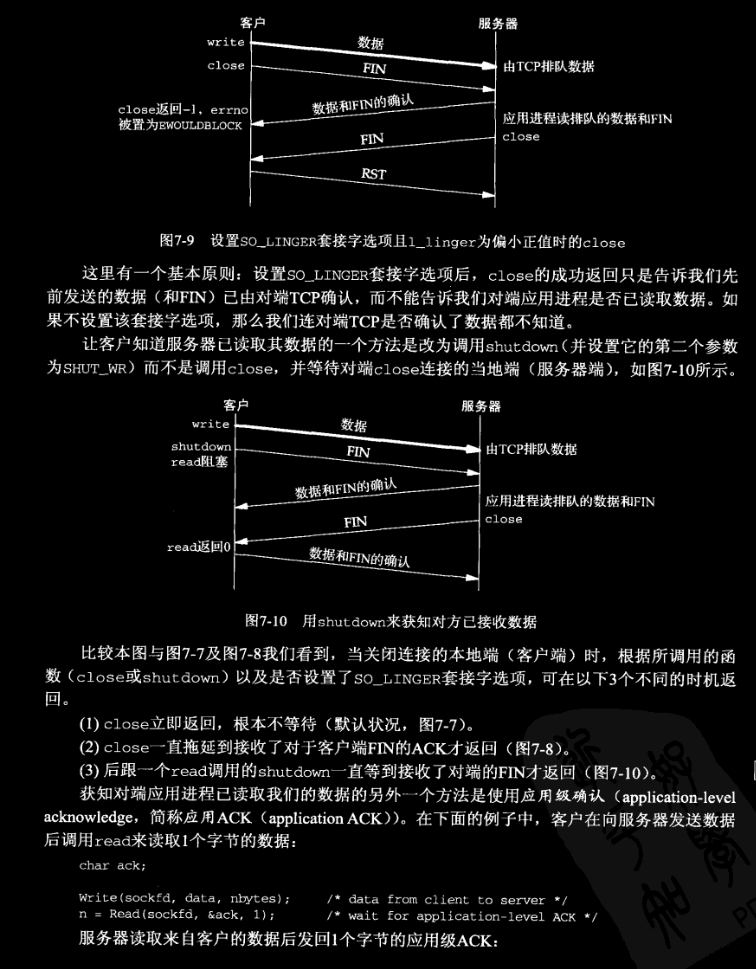 客户
服务器
write
数据
close
FIN
由TCP排队数据
数据和FIN的确认
close返回-1，errno
被置为EWOULDBLOCK
应用进程读排队的数据和FIN
close
FIN
RST
图7-9 设置SO_LINGER套接字选项且l_linger为偏小正值时的close
这里有一个基本原则：设置SO_LINGER套接字选项后，close的成功返回只是告诉我们先
前发送的数据（和FIN）已由对端TCP确认，而不能告诉我们对端应用进程是否已读取数据。如
果不设置该套接字选项，那么我们连对端TCP是否确认了数据都不知道。
让客户知道服务器已读取其数据的一个方法是改为调用shutdown（并设置它的第二个参数
为SHUT_WR）而不是调用close，并等待对端close连接的当地端（服务器端），如图7-10所示。
客户
服务器
write
数据
shutdown
FIN
由TCP排队数据
read阻塞
数据和FIN的确认
应用进程读排队的数据和FIN
close
FIN
read返回0
数据和FIN的确认
图7-10 用shutdown来获知对方已接收数据
比较本图与图7-7及图7-8我们看到，当关闭连接的本地端（客户端）时，根据所调用的函
数（close或shutdown）以及是否设置了SO_LINGER套接字选项，可在以下3个不同的时机返
回。
(1) close立即返回，根本不等待（默认状况，图7-7）。
(2) close一直拖延到接收了对于客户端FIN的ACK才返回（图7-8）。
(3) 后跟一个read调用的shutdown一直等到接收了对端的FIN才返回（图7-10）。
获知对端应用进程已读取我们的数据的另外一个方法是使用应用级确认（application-level
acknowledge，简称应用ACK（application ACK））。在下面的例子中，客户在向服务器发送数据
后调用read来读取1个字节的数据：
char ack;
Write(sockfd, data, nbytes); /* data from client to server */
n = Read(sockfd, &ack, 1); /* wait for application-level ACK */
服务器读取来自客户的数据后发回1个字节的应用级ACK：